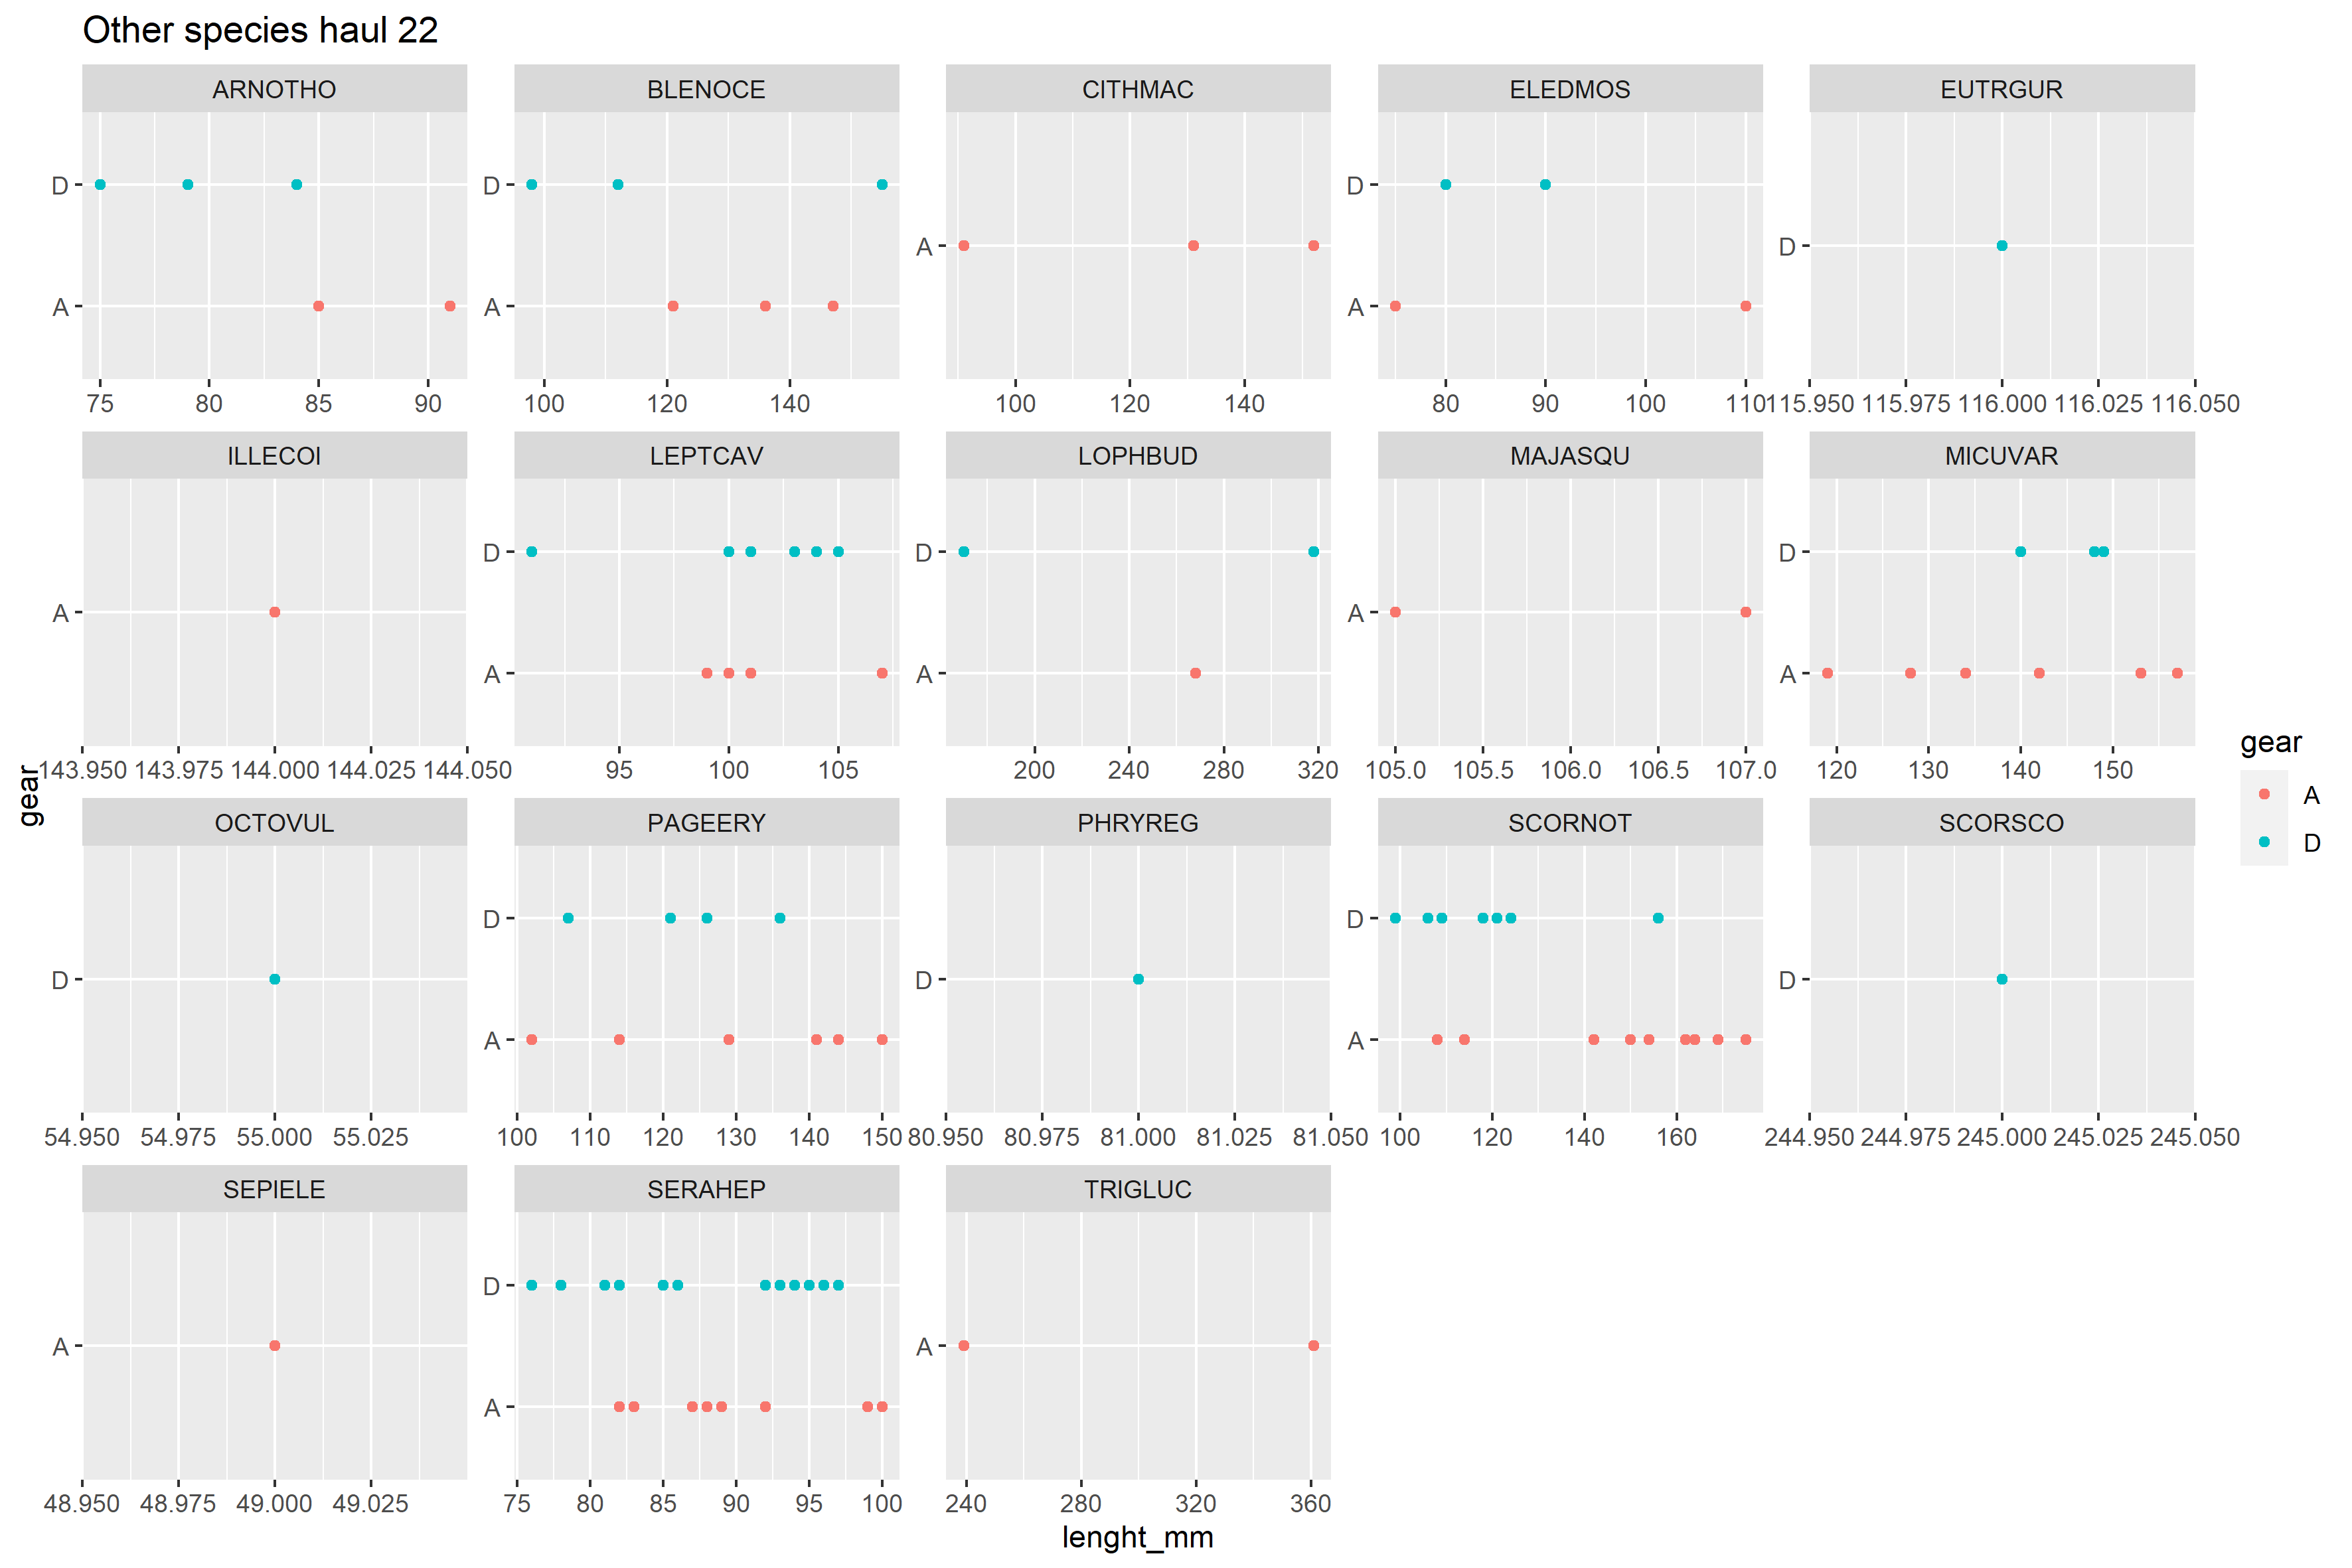 Other species haul 22
ARNOTHO BLENOCE CITHMAC ELEDMOS EUTRGUR
D D D
A D
A A A
75 80 85 90 100 120 140 100 120 140 80 90 100 110 115.950 115.975 116.000 116.025 116.050
ILLECOI LEPTCAV LOPHBUD MAJASQU MICUVAR
D D D
A A
A A A
143.950 143.975 144.000 144.025 144.050 95 100 105 200 240 280 320 105.0 105.5 106.0 106.5 107.0 120 130 140 150
OCTOVUL PAGEERY PHRYREG SCORNOT SCORSCO
D D
D D D
A A
54.950 54.975 55.000 55.025 100 110 120 130 140 150 80.950 80.975 81.000 81.025 81.050 100 120 140 160 244.950 244.975 245.000 245.025 245.050
SEPIELE SERAHEP TRIGLUC
D
A A
A
48.950 48.975 49.000 49.025 75 80 85 90 95 100 240 280 320 360
lenght_mm
gear
gear
A
D